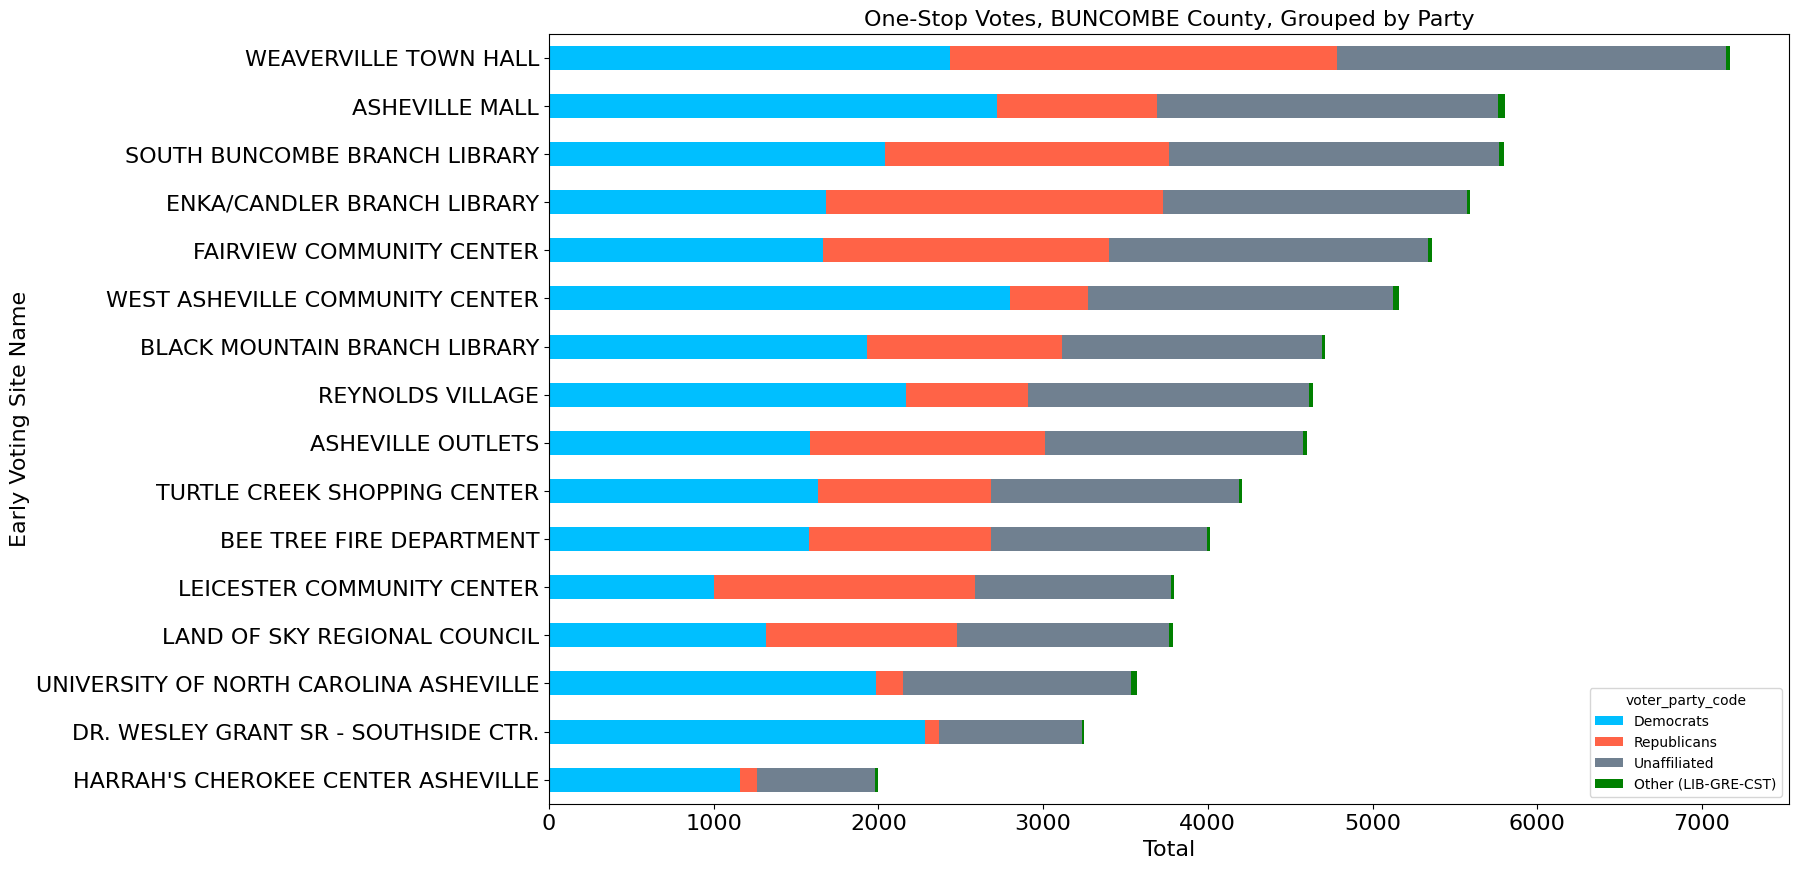 One-Stop Votes, BUNCOMBE County, Grouped by Party
Early Voting Site Name
WEAVERVILLE TOWN HALL
ASHEVILLE MALL
SOUTH BUNCOMBE BRANCH LIBRARY
ENKA/CANDLER BRANCH LIBRARY
FAIRVIEW COMMUNITY CENTER
WEST ASHEVILLE COMMUNITY CENTER
BLACK MOUNTAIN BRANCH LIBRARY
REYNOLDS VILLAGE
ASHEVILLE OUTLETS
TURTLE CREEK SHOPPING CENTER
BEE TREE FIRE DEPARTMENT
LEICESTER COMMUNITY CENTER
LAND OF SKY REGIONAL COUNCIL
UNIVERSITY OF NORTH CAROLINA ASHEVILLE
DR. WESLEY GRANT SR - SOUTHSIDE CTR.
HARRAH'S CHEROKEE CENTER ASHEVILLE
voter_party_code
Democrats
Republicans
Unaffiliated
Other (LIB-GRE-CST)
0 1000 2000 3000 4000 5000 6000 7000
Total